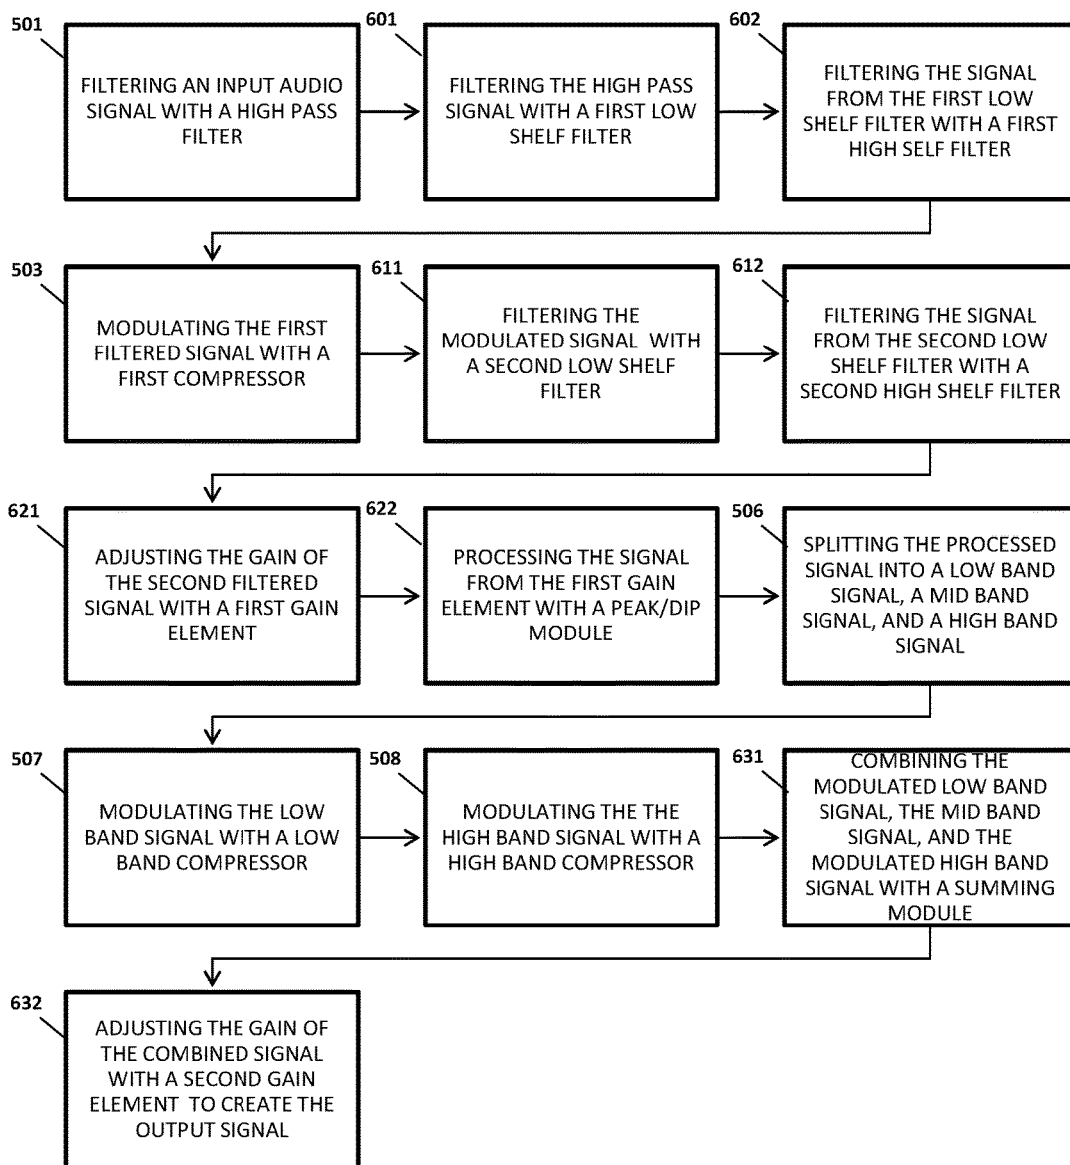 501
FILTERING AN INPUT AUDIO
SIGNAL WITH A HIGH PASS
FILTER
601
FILTERING THE HIGH PASS
SIGNAL WITH A FIRST LOW
SHELF FILTER
602
FILTERING THE SIGNAL
FROM THE FIRST LOW
SHELF FILTER WITH A FIRST
HIGH SELF FILTER
503
MODULATING THE FIRST
FILTERED SIGNAL WITH A
FIRST COMPRESSOR
611
FILTERING THE
MODULATED SIGNAL WITH
A SECOND LOW SHELF
FILTER
612
FILTERING THE SIGNAL
FROM THE SECOND LOW
SHELF FILTER WITH A
SECOND HIGH SHELF FILTER
621
ADJUSTING THE GAIN OF
THE SECOND FILTERED
SIGNAL WITH A FIRST GAIN
ELEMENT
622
PROCESSING THE SIGNAL
FROM THE FIRST GAIN
ELEMENT WITH A PEAK/DIP
MODULE
506
SPLITTING THE PROCESSED
SIGNAL INTO A LOW BAND
SIGNAL, A MID BAND
SIGNAL, AND A HIGH BAND
SIGNAL
507
MODULATING THE LOW
BAND SIGNAL WITH A LOW
BAND COMPRESSOR
508
MODULATING THE THE
HIGH BAND SIGNAL WITH A
HIGH BAND COMPRESSOR
631
COMBINING THE
MODULATED LOW BAND
SIGNAL, THE MID BAND
SIGNAL, AND THE
MODULATED HIGH BAND
SIGNAL WITH A SUMMING
MODULE
632
ADJUSTING THE GAIN OF
THE COMBINED SIGNAL
WITH A SECOND GAIN
ELEMENT TO CREATE THE
OUTPUT SIGNAL